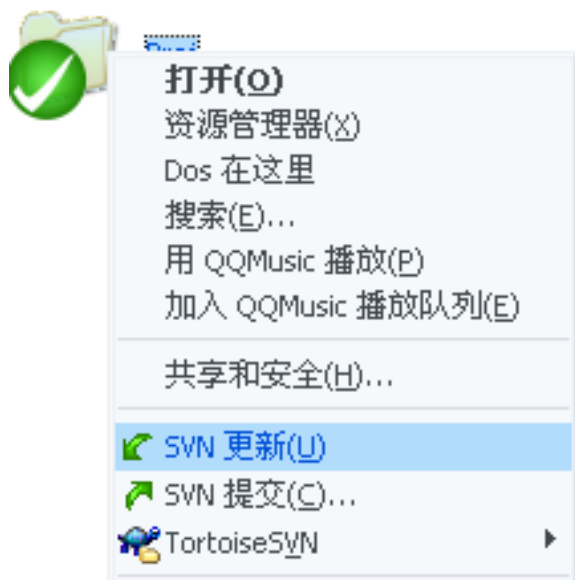 打开(O)
资源管理器(X)
Dos 在这里
搜索(E)...
用 QQMusic 播放(P)
加入 QQMusic 播放队列(E)
共享和安全(H)...
SVN 更新(U)
SVN 提交(C)...
TortoiseSVN